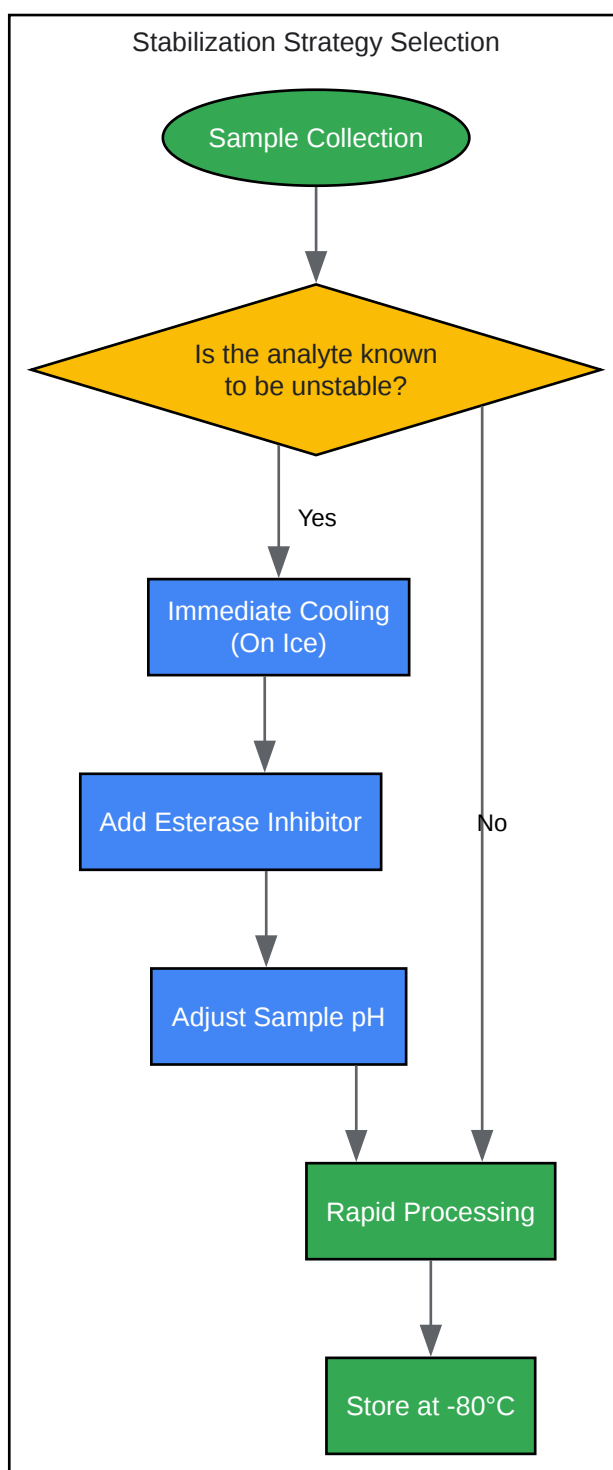 Stabilization Strategy Selection
Sample Collection
Is the analyte known
to be unstable?
Yes
Immediate Cooling
(On Ice)
Add Esterase Inhibitor
No
Adjust Sample pH
Rapid Processing
Store at -80°C